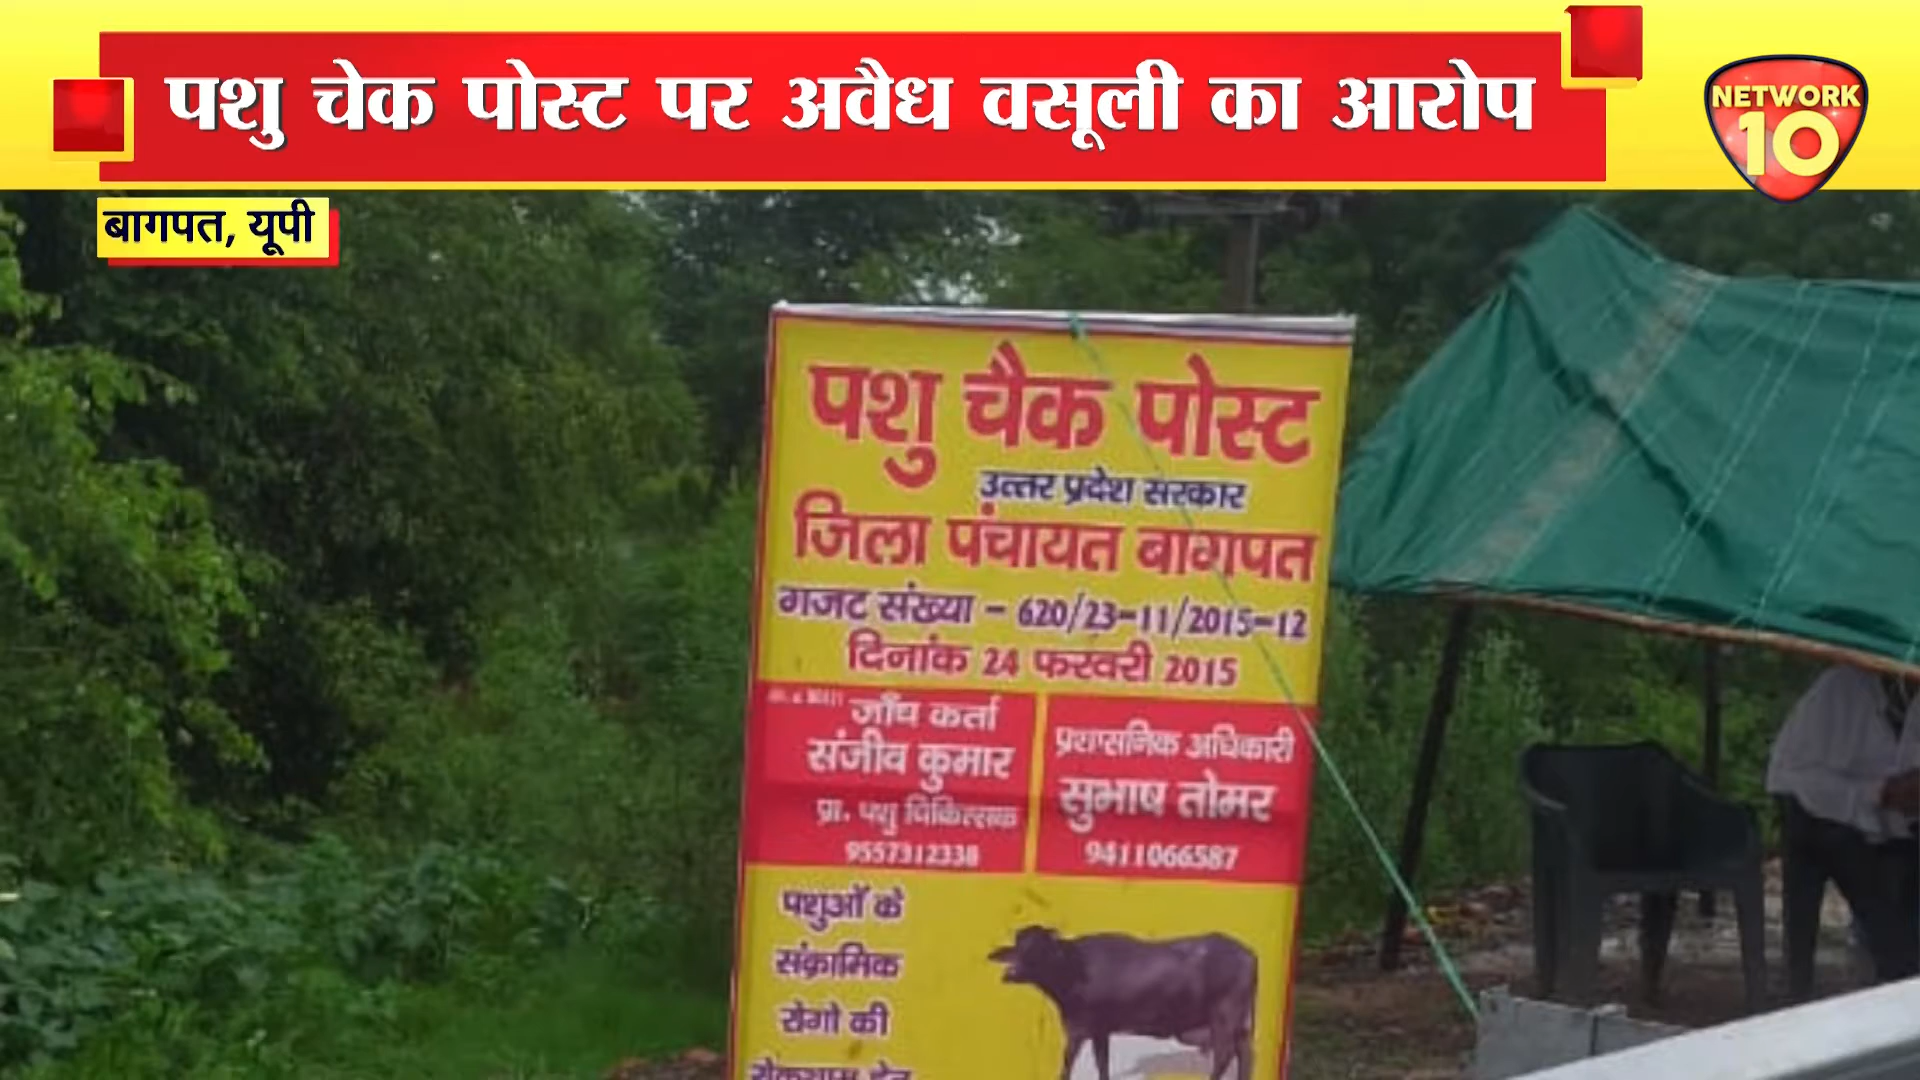 पशु चेक पोस्ट पर अवैध वसूली का आरोप
NETWORK
10
बागपत, यूपी
पशु चैक पोस्ट
उत्तर प्रदेश सरकार
जिला पंचायत बागपत
गजट संख्या – 620/23-11/2015-12
दिनांक 24 फरवरी 2015
जाँच कर्ता
संजीव कुमार
प्रा. पशु चिकित्सक
9557312338
प्रशासनिक अधिकारी
सुभाष तोमर
9411066587
पशुओं के
संक्रामिक
रोगो की
रोकथाम हेतु